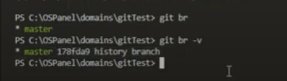 PS C:\OSPanel\domains\gitTest> git br
* master
PS C:\OSPanel\domains\gitTest> git br -v
* master 178fda9 history branch
PS C:\OSPanel\domains\gitTest>